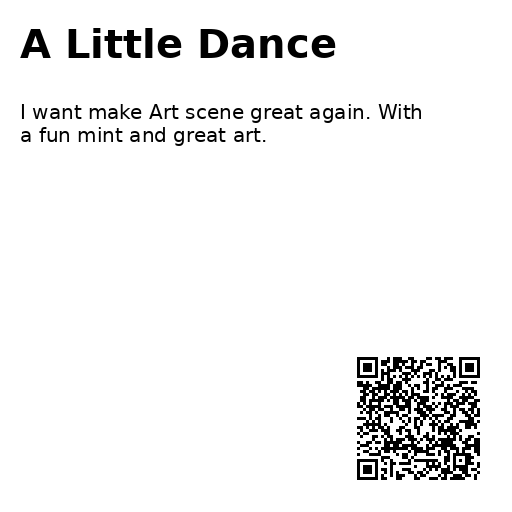 A Little Dance
I want make Art scene great again. With
a fun mint and great art.